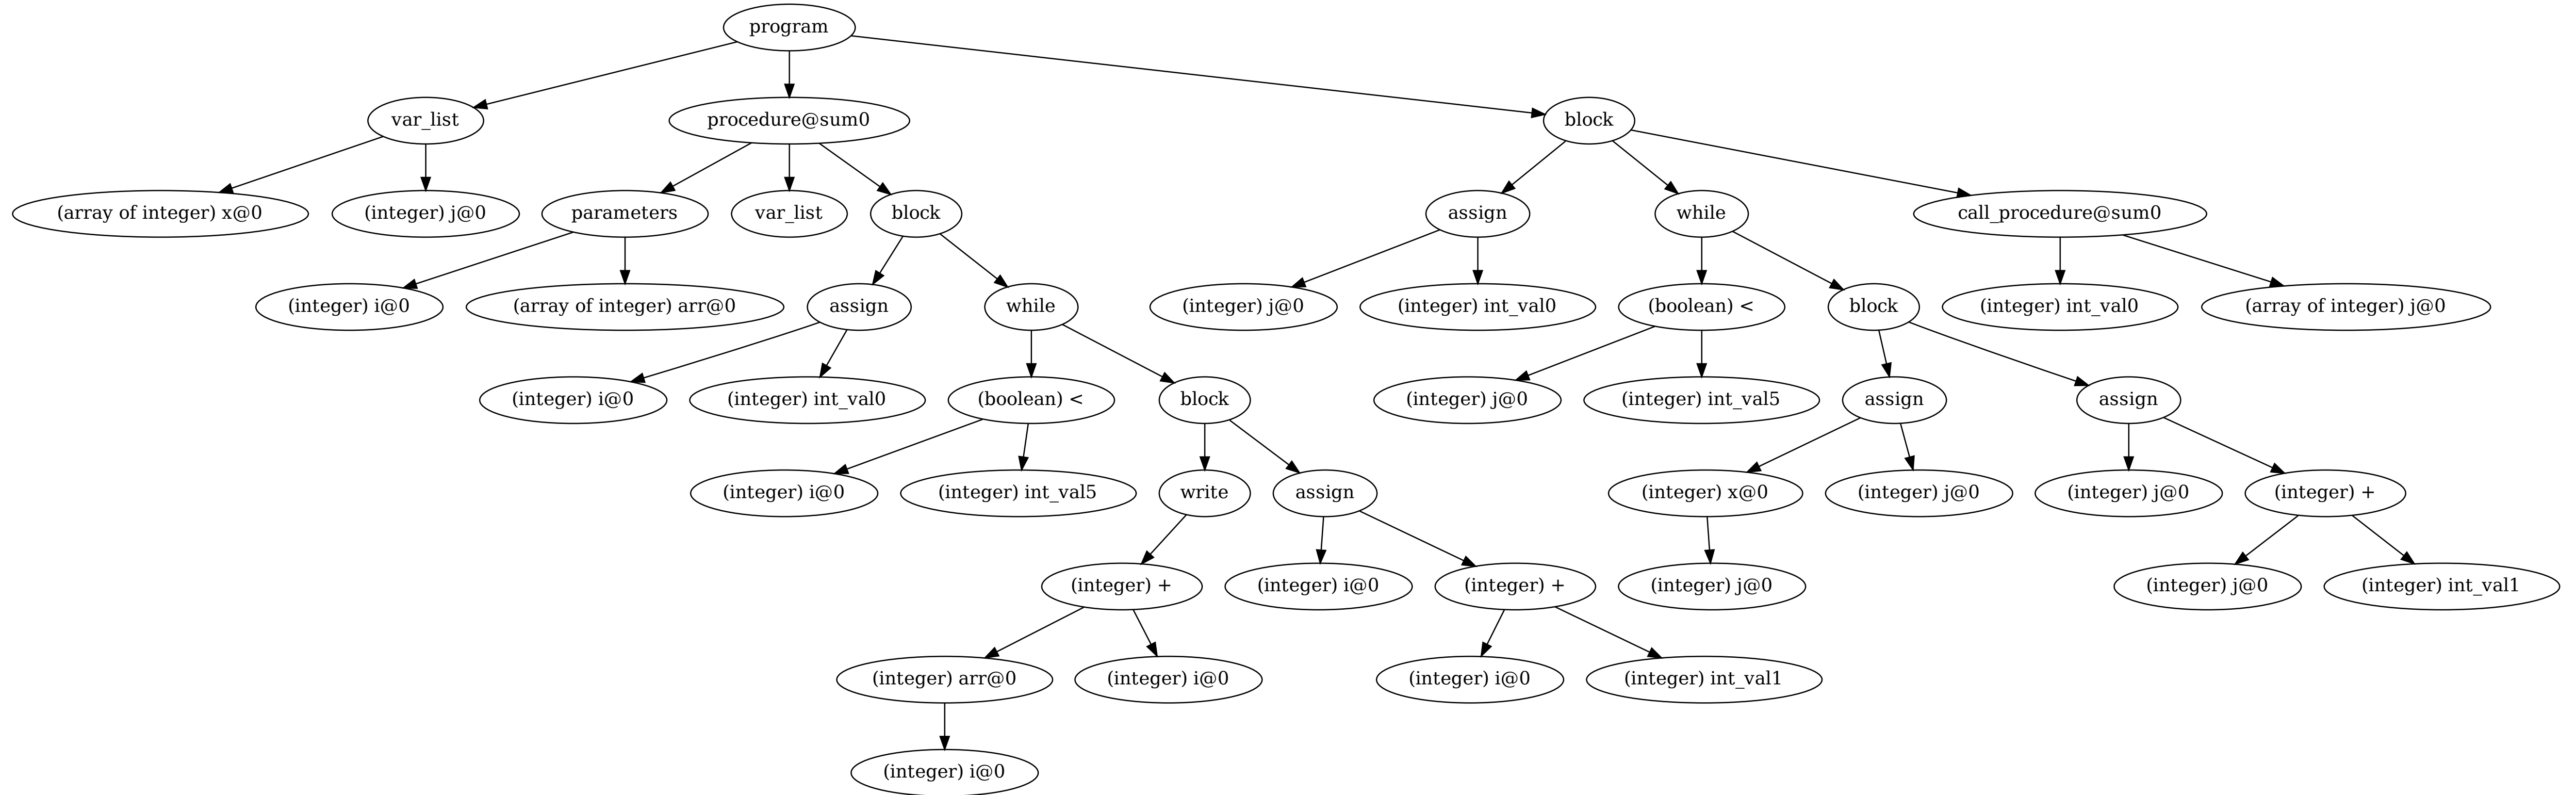 program
var_list
procedure@sum0
block
(array of integer) x@0
(integer) j@0
parameters
var_list
block
assign
while
call_procedure@sum0
(integer) i@0
(array of integer) arr@0
assign
while
(integer) j@0
(integer) int_val0
(boolean) <
block
(integer) int_val0
(array of integer) j@0
(integer) i@0
(integer) int_val0
(boolean) <
block
(integer) j@0
(integer) int_val5
assign
assign
(integer) i@0
(integer) int_val5
write
assign
(integer) x@0
(integer) j@0
(integer) j@0
(integer) +
(integer) +
(integer) i@0
(integer) +
(integer) j@0
(integer) j@0
(integer) int_val1
(integer) arr@0
(integer) i@0
(integer) i@0
(integer) int_val1
(integer) i@0